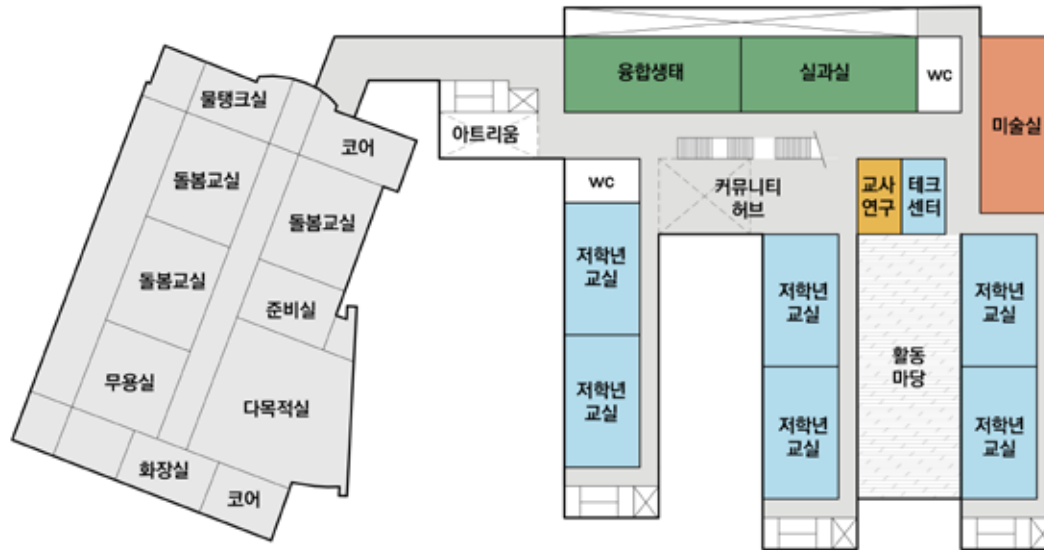 물탱크실
코어
돌봄교실
돌봄교실
돌봄교실
준비실
무용실
다목적실
화장실
코어
융합생태
실과실
WC
미술실
아트리움
WC
커뮤니티
허브
교사
연구
테크
센터
저학년
교실
저학년
교실
저학년
교실
저학년
교실
활동
마당
저학년
교실
저학년
교실